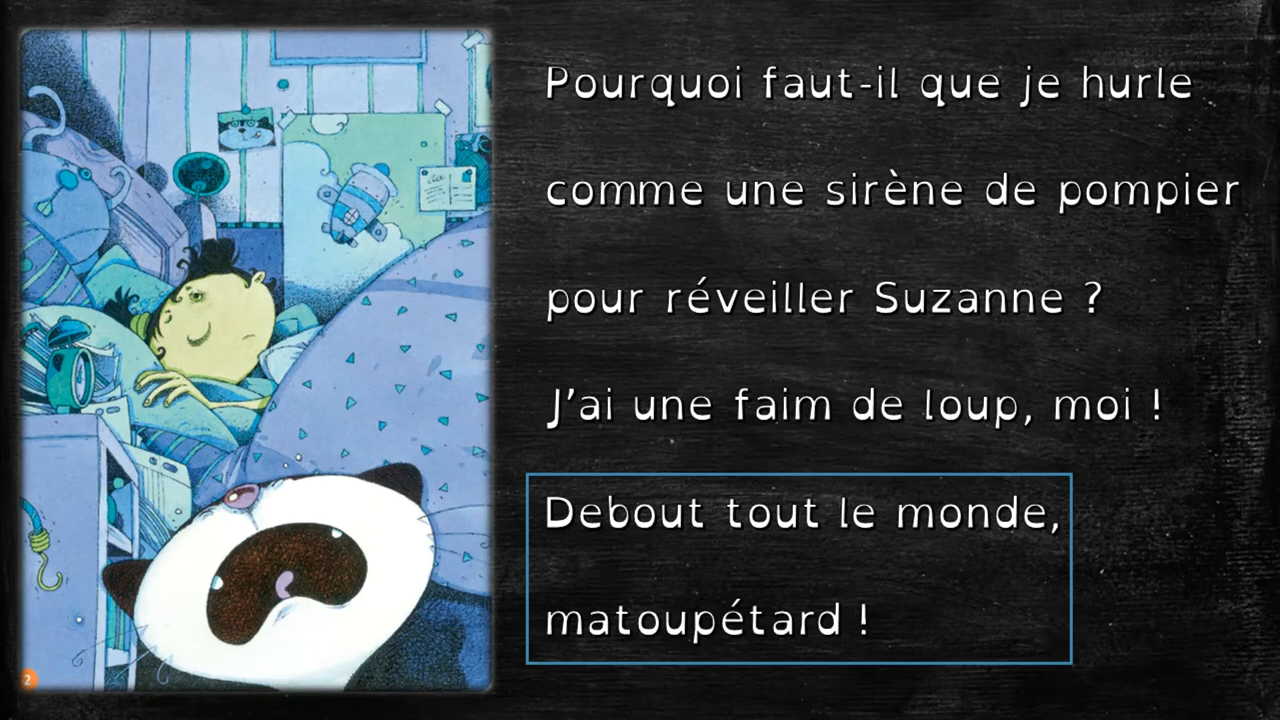 Pourquoi faut-il que je hurle
comme une sirène de pompier
pour réveiller Suzanne ?
J’ai une faim de loup, moi !
Debout tout le monde,
matoupétard !
2